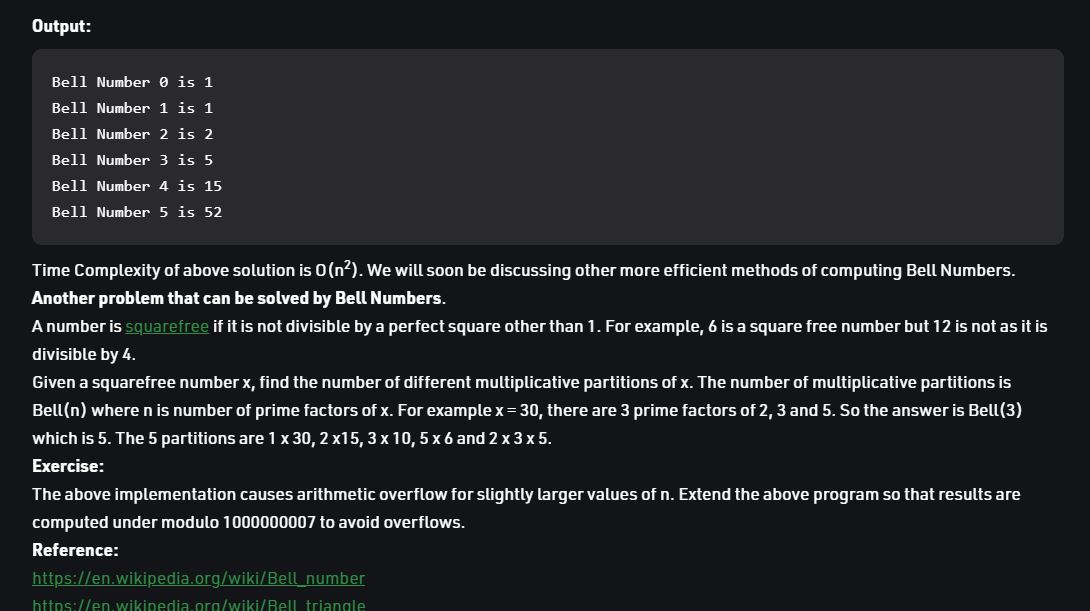 Output:
Bell Number 0 is 1
Bell Number 1 is 1
Bell Number 2 is 2
Bell Number 3 is 5
Bell Number 4 is 15
Bell Number 5 is 52
Time Complexity of above solution is O(n²). We will soon be discussing other more efficient methods of computing Bell Numbers.
Another problem that can be solved by Bell Numbers.
A number is squarefree if it is not divisible by a perfect square other than 1. For example, 6 is a square free number but 12 is not as it is
divisible by 4.
Given a squarefree number x, find the number of different multiplicative partitions of x. The number of multiplicative partitions is
Bell(n) where n is number of prime factors of x. For example x = 30, there are 3 prime factors of 2, 3 and 5. So the answer is Bell(3)
which is 5. The 5 partitions are 1 x 30, 2 x15, 3 x 10, 5 x 6 and 2 x 3 x 5.
Exercise:
The above implementation causes arithmetic overflow for slightly larger values of n. Extend the above program so that results are
computed under modulo 1000000007 to avoid overflows.
Reference:
https://en.wikipedia.org/wiki/Bell_number
https://en.wikipedia.org/wiki/Bell_triangle